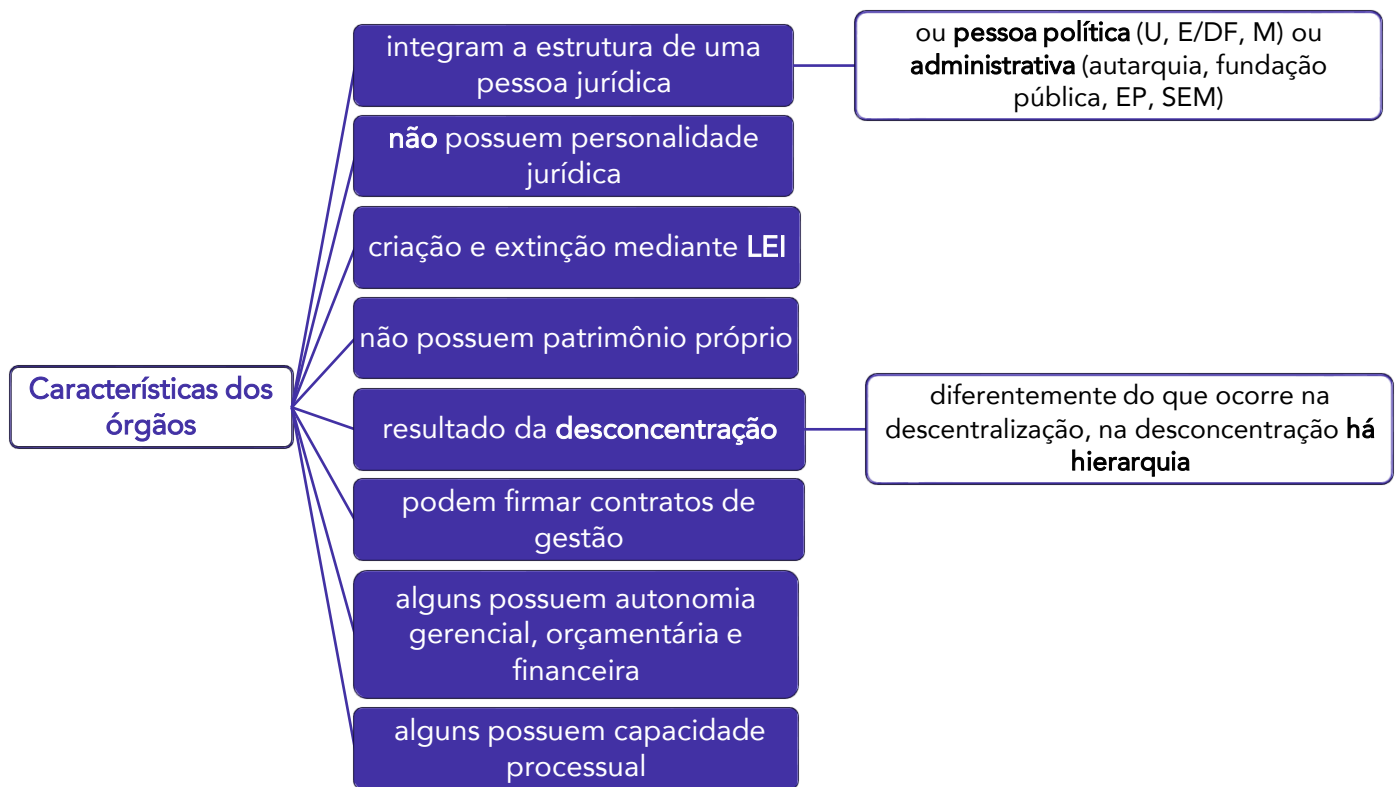 Características dos
órgãos
integram a estrutura de uma
pessoa jurídica
ou pessoa política (U, E/DF, M) ou
administrativa (autarquia, fundação
pública, EP, SEM)
não possuem personalidade
jurídica
criação e extinção mediante LEI
não possuem patrimônio próprio
resultado da desconcentração
diferentemente do que ocorre na
descentralização, na desconcentração há
hierarquia
podem firmar contratos de
gestão
alguns possuem autonomia
gerencial, orçamentária e
financeira
alguns possuem capacidade
processual